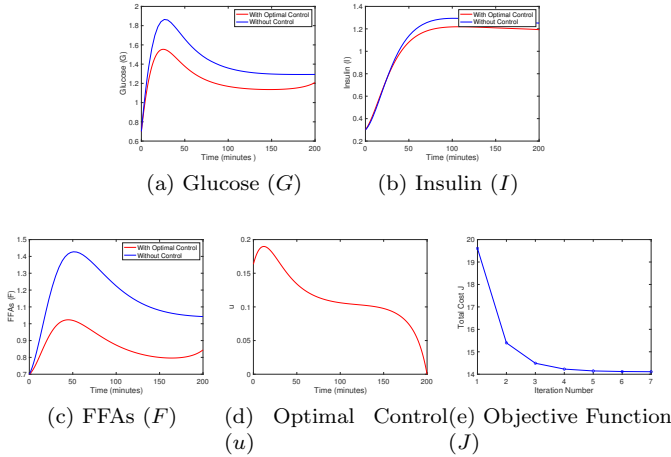 With Optimal Control
Without Control
2
1.8
1.6
1.4
1.2
1
0.8
0.6
Glucose (G)
0 50 100 150 200
Time (minutes )
(a) Glucose (G)
With Optimal Control
Without Control
1.4
1.2
1
0.8
0.6
0.4
0.2
Insulin (I)
0 50 100 150 200
Time (minutes)
(b) Insulin (I)
With Optimal Control
Without Control
1.5
1.4
1.3
1.2
1.1
1
0.9
0.8
0.7
FFAs (F)
0 50 100 150 200
Time (minutes)
(c) FFAs (F)
0.2
0.15
0.1
0.05
0
u
0 50 100 150 200
Time (minutes)
(d) Optimal Control
(u)
20
19
18
17
16
15
14
Total Cost J
1 2 3 4 5 6 7
Iteration Number
(e) Objective Function
(J)